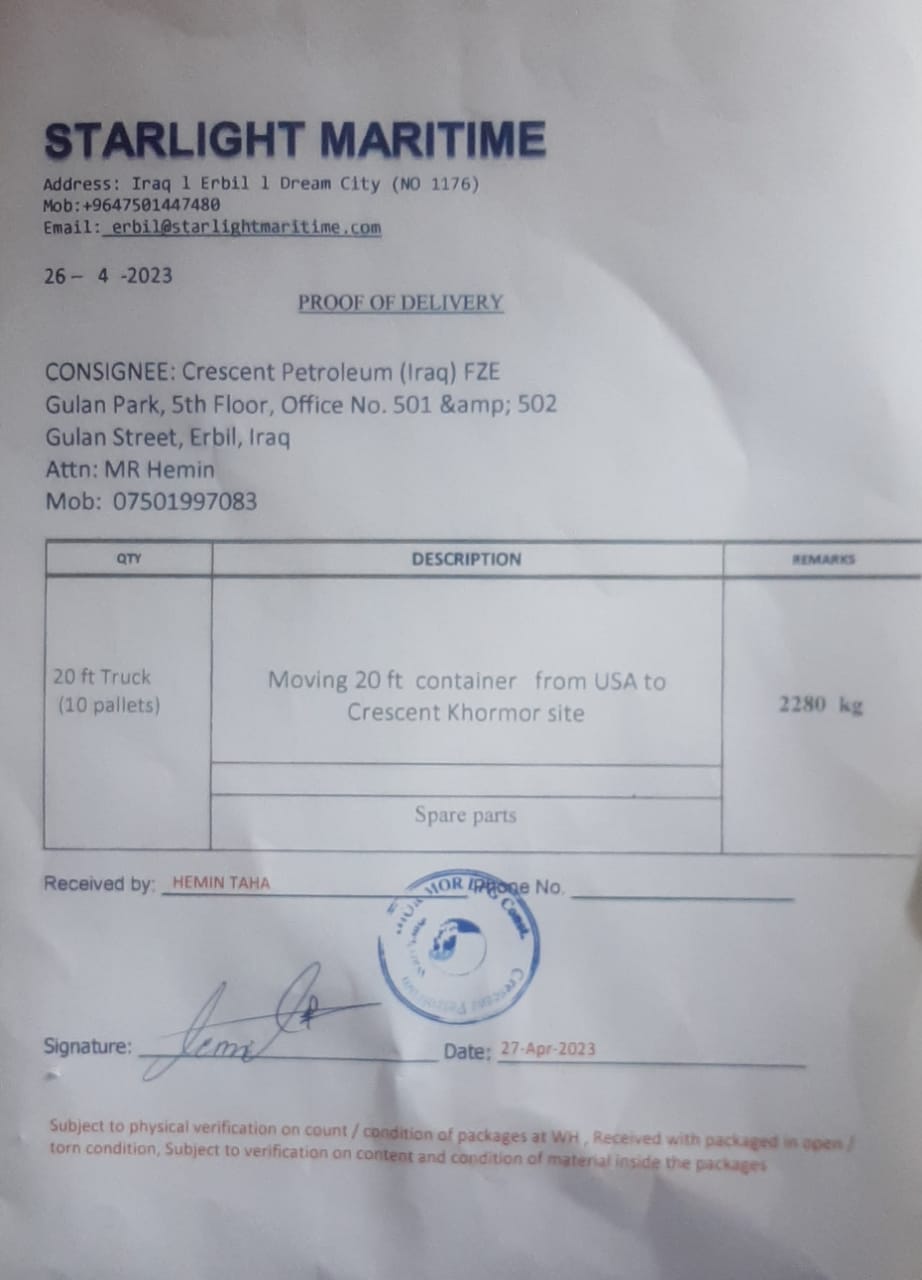 STARLIGHT MARITIME
Address: Iraq l Erbil l Dream City (NO 1176)
Mob:+9647501447480
Email: erbil@starlightmaritime.com
26 – 4 -2023
PROOF OF DELIVERY
CONSIGNEE: Crescent Petroleum (Iraq) FZE
Gulan Park, 5th Floor, Office No. 501 &amp; 502
Gulan Street, Erbil, Iraq
Attn: MR Hemin
Mob: 07501997083
QTY DESCRIPTION REMARKS
20 ft Truck
(10 pallets)
Moving 20 ft container from USA to
Crescent Khormor site
2280 kg
Spare parts
Received by: HEMIN TAHA Phone No.
MOR
Const.
Crescent Petroleum
Signature: Date: 27-Apr-2023
Subject to physical verification on count / condition of packages at WH , Received with packaged in open /
torn condition, Subject to verification on content and condition of material inside the packages